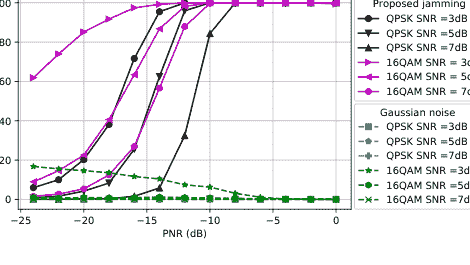 Proposed jamming
QPSK SNR =3dB
QPSK SNR =5dB
QPSK SNR =7dB
16QAM SNR = 3d
16QAM SNR = 5d
16QAM SNR = 7d
Gaussian noise
QPSK SNR =3dB
QPSK SNR =5dB
QPSK SNR =7dB
16QAM SNR =3d
16QAM SNR =5d
16QAM SNR =7d
00
80
60
40
20
0
−25
−20
−15
−10
−5
0
PNR (dB)